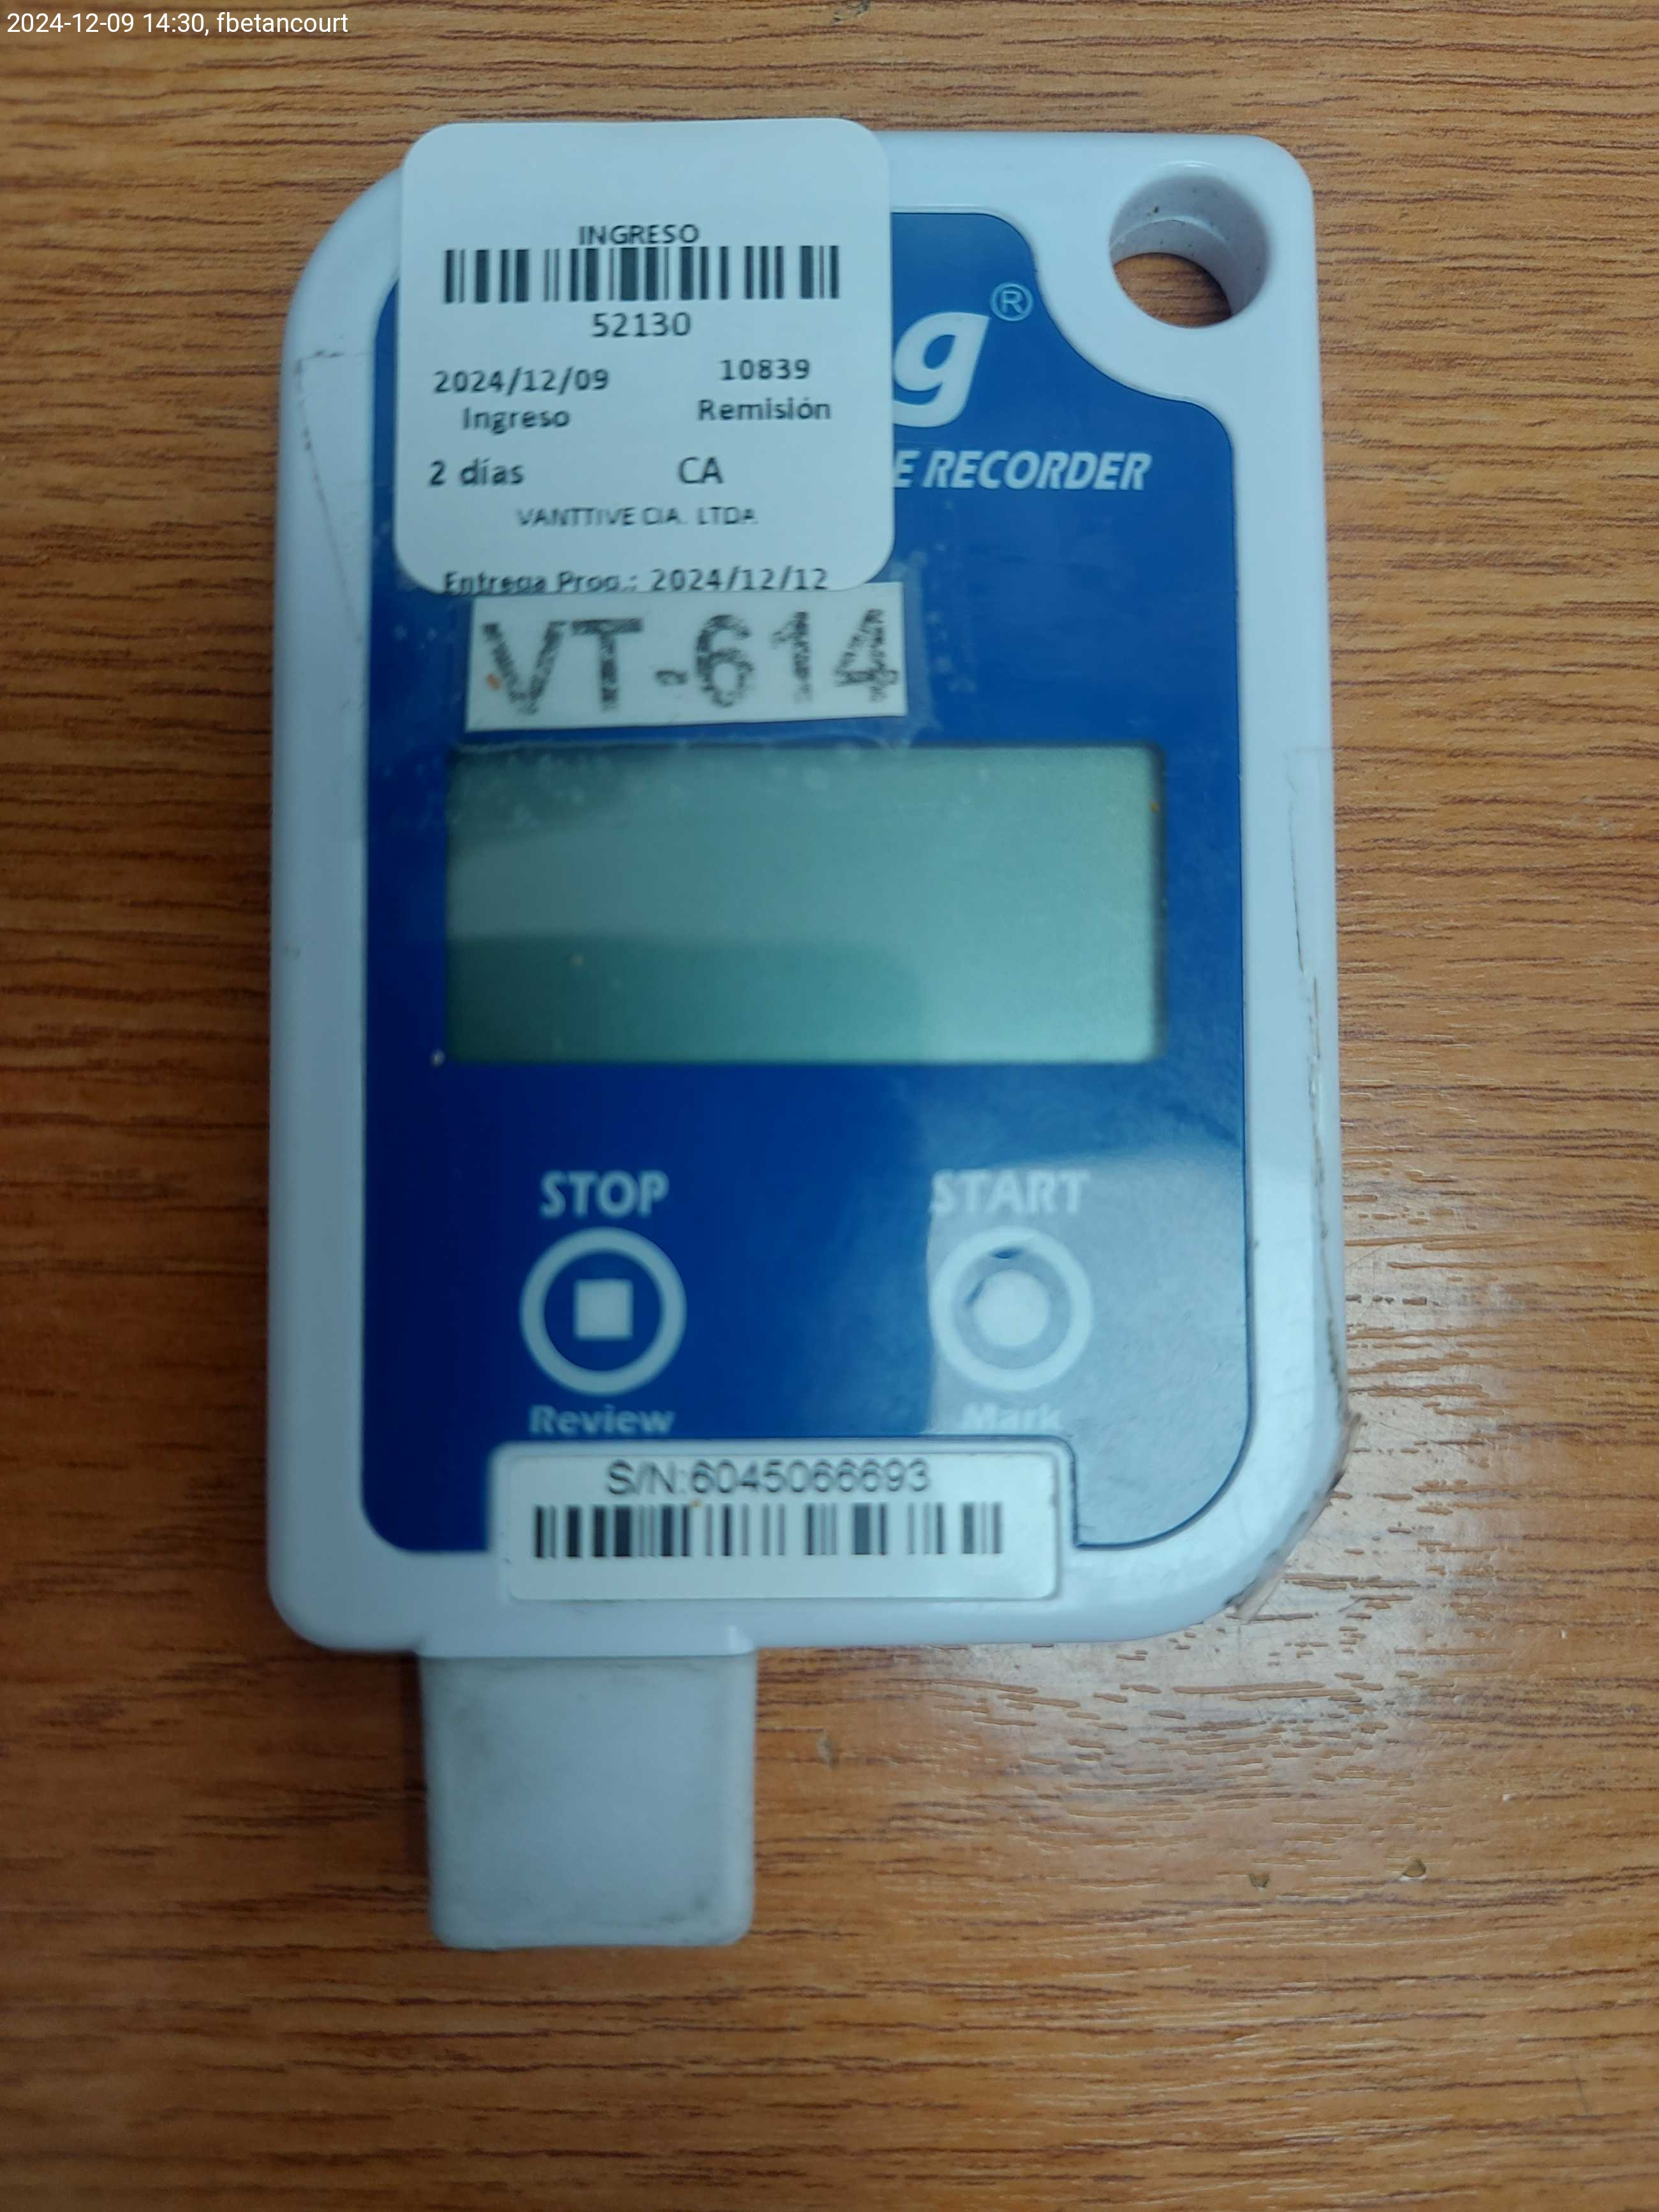 2024-12-09 14:30, fbetancourt
INGRESO
52130
2024/12/09 10839
Ingreso Remisión
2 días CA
VANTTIVE CIA. LTDA.
Entrega Prog.: 2024/12/12
g®
E RECORDER
VT-614
STOP START
Review Mark
S/N:6045066693